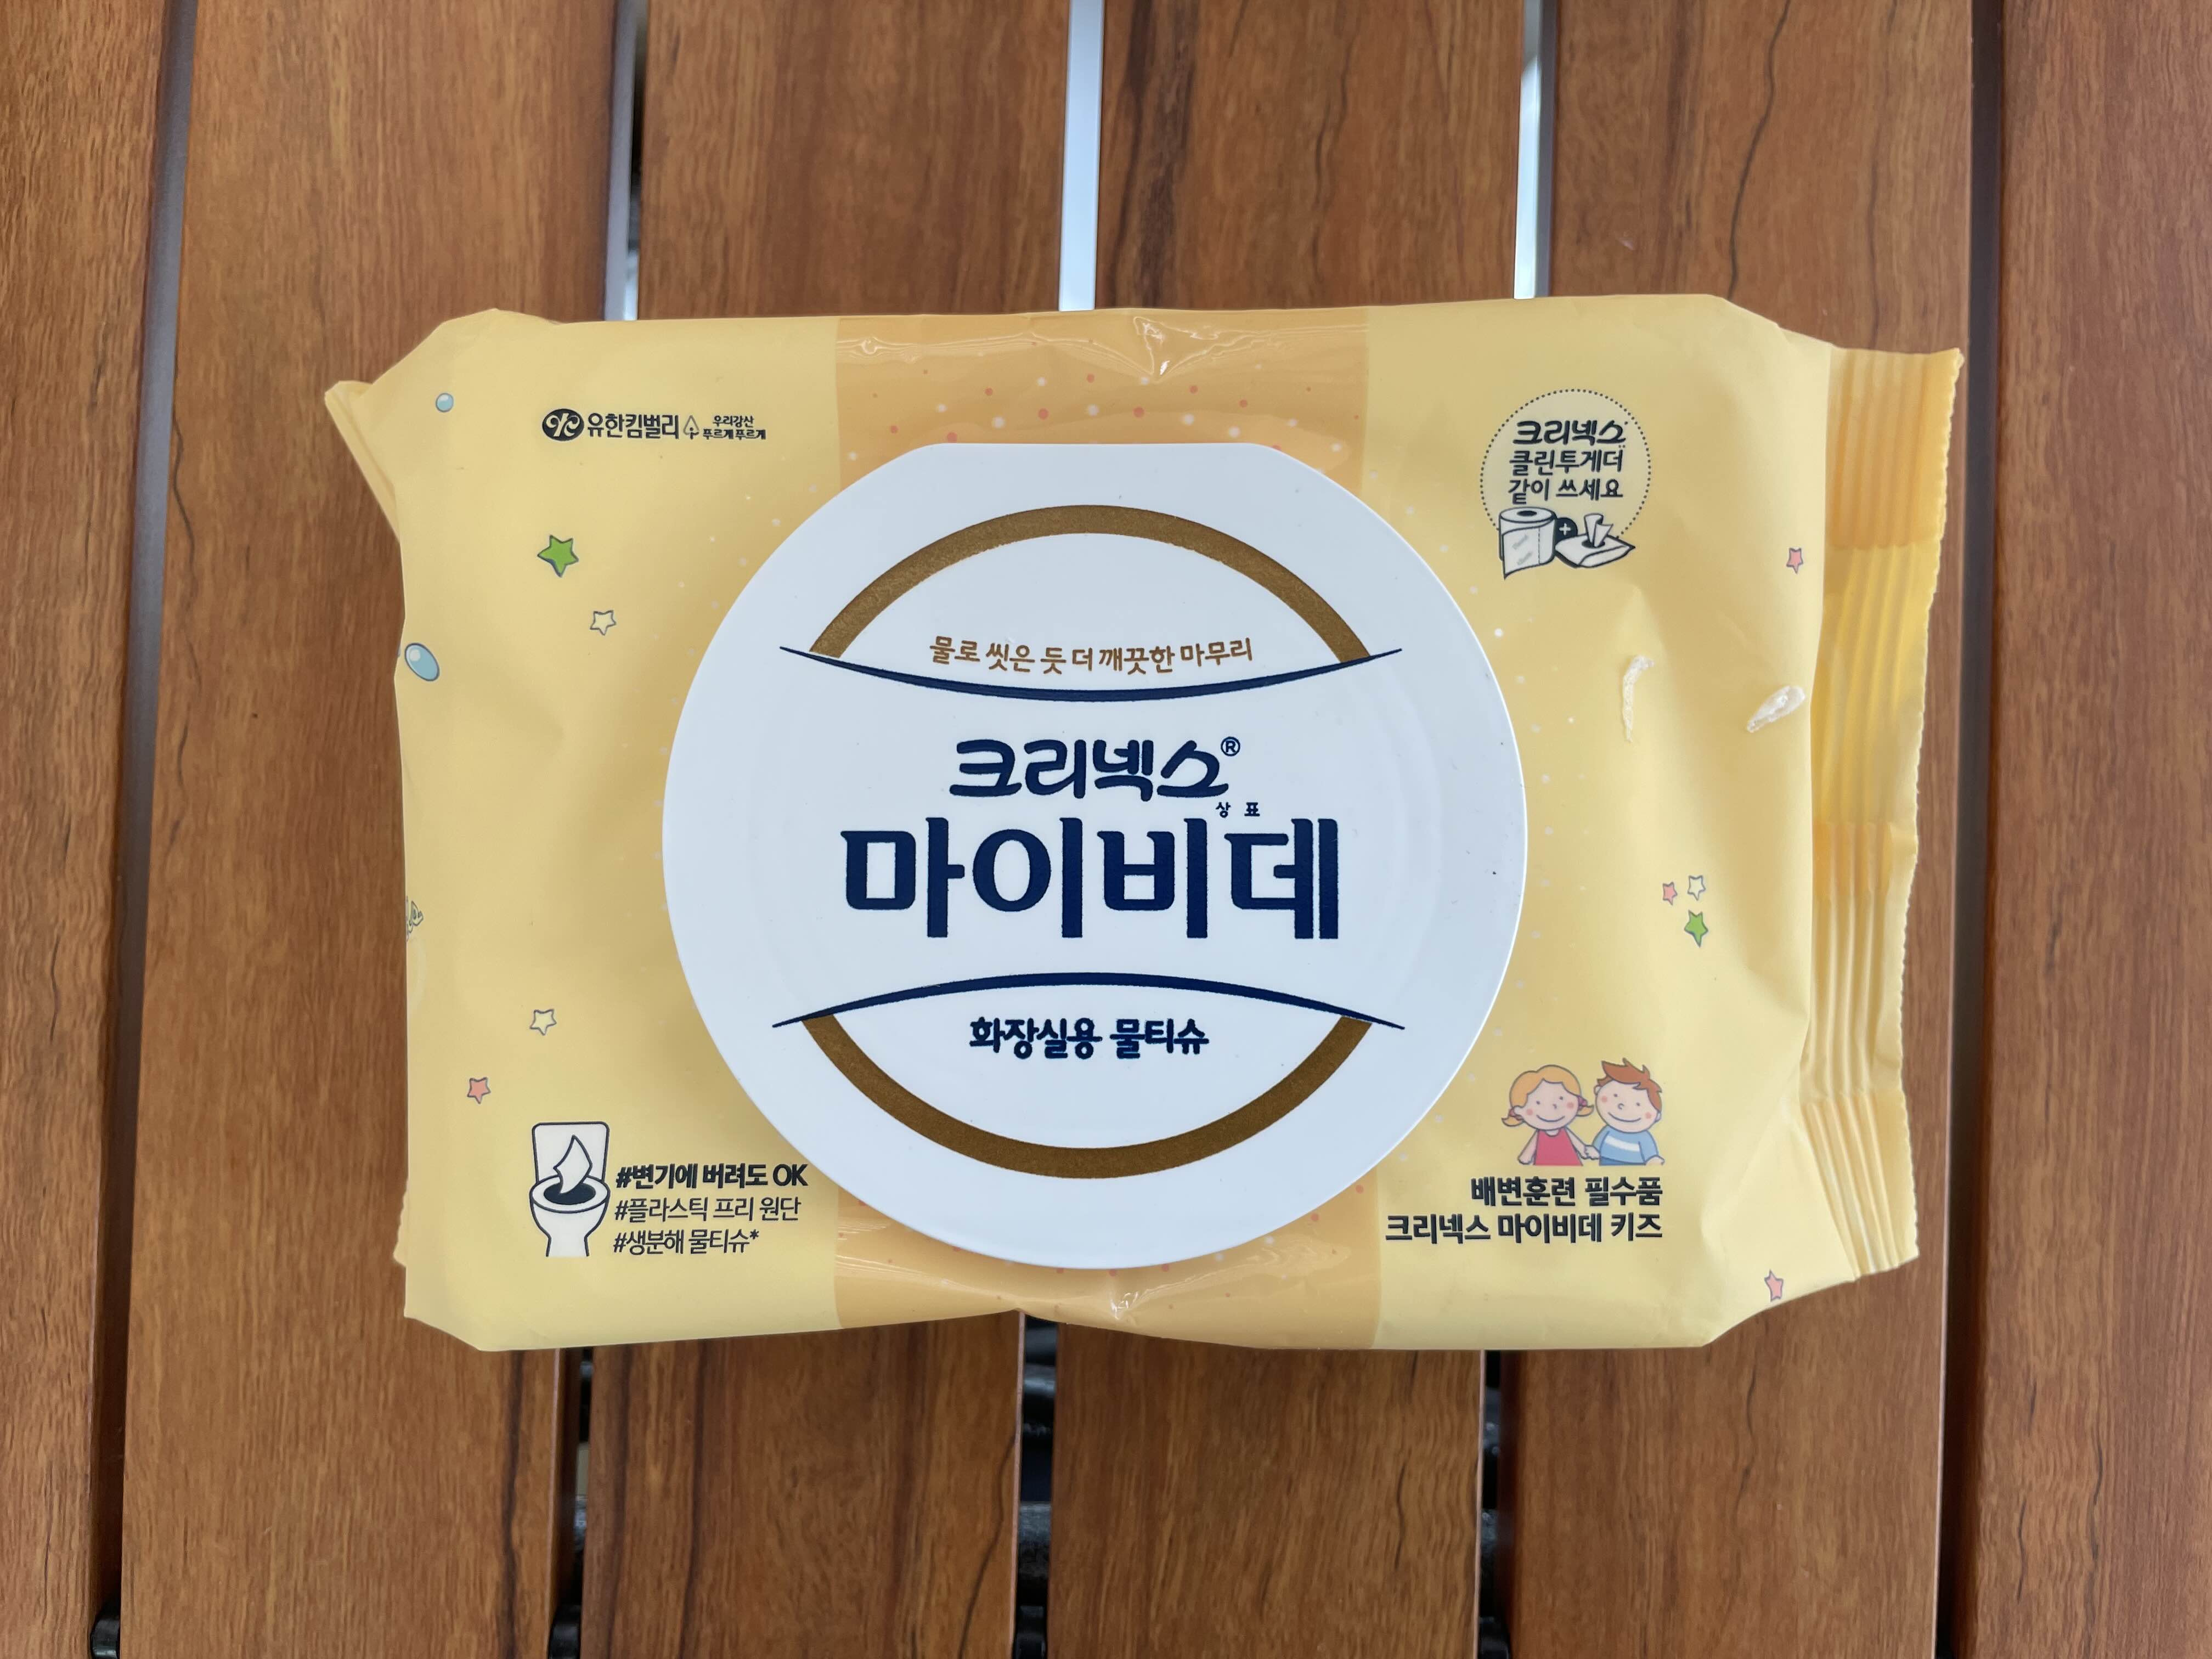 유한킴벌리
우리강산
푸르게 푸르게
크리넥스
클린투게더
같이 쓰세요
물로 씻은 듯 더 깨끗한 마무리
크리넥스®
상표
마이비데
화장실용 물티슈
#변기에 버려도 OK
#플라스틱 프리 원단
#생분해 물티슈*
배변훈련 필수품
크리넥스 마이비데 키즈